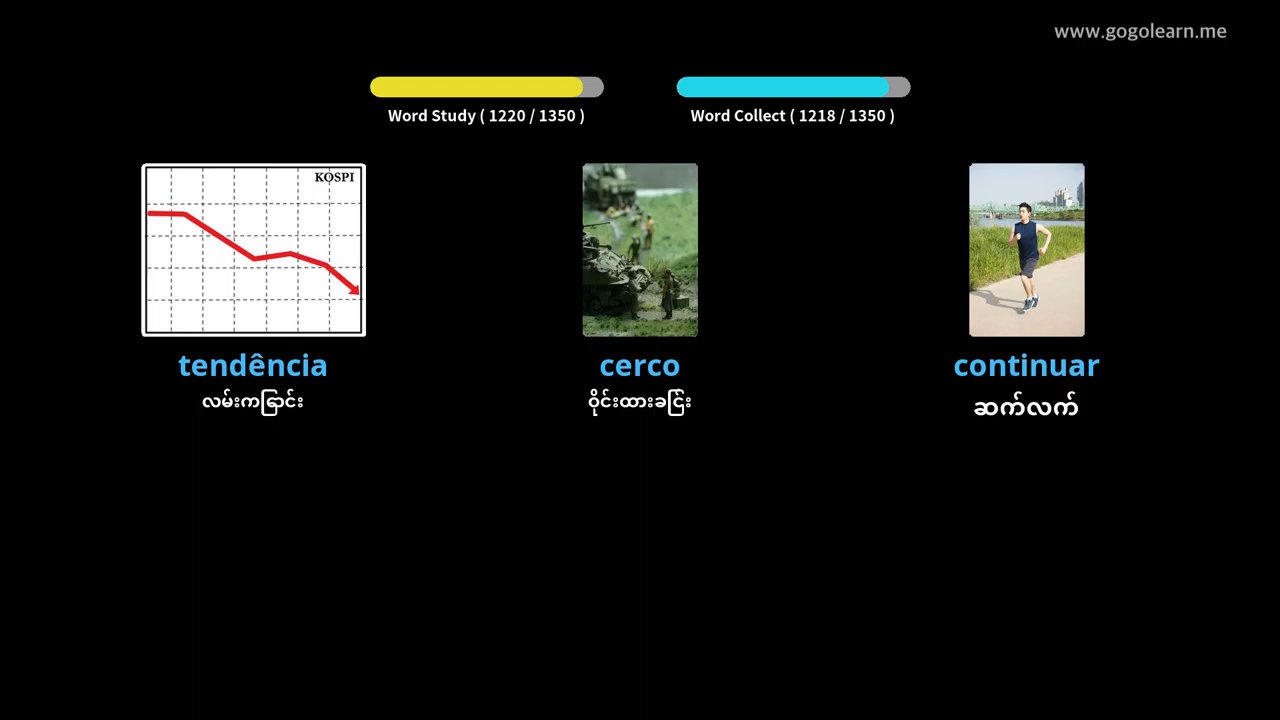 www.gogolearn.me
Word Study ( 1220 / 1350 )
Word Collect ( 1218 / 1350 )
KOSPI
tendência
cerco
continuar
လမ်းကြောင်း
ဝိုင်းထားခြင်း
ဆက်လက်